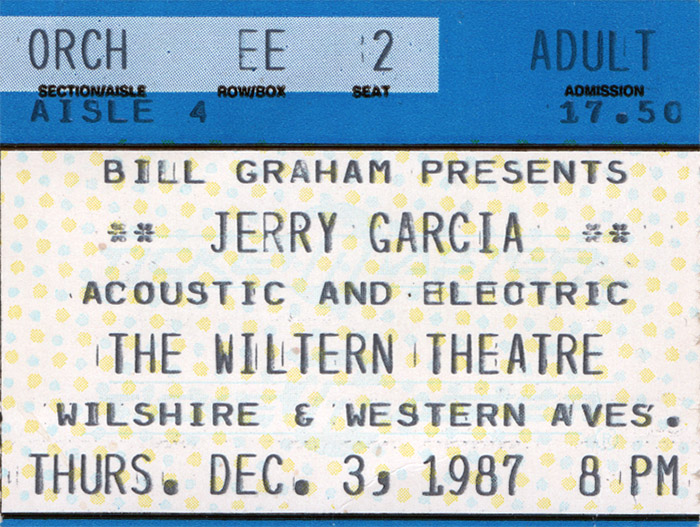 ORCH EE 2 ADULT
SECTION/AISLE ROW/BOX SEAT ADMISSION
AISLE 4 17.50
BILL GRAHAM PRESENTS
** JERRY GARCIA **
ACOUSTIC AND ELECTRIC
THE WILTERN THEATRE
WILSHIRE & WESTERN AVES.
THURS. DEC. 3, 1987 8 PM